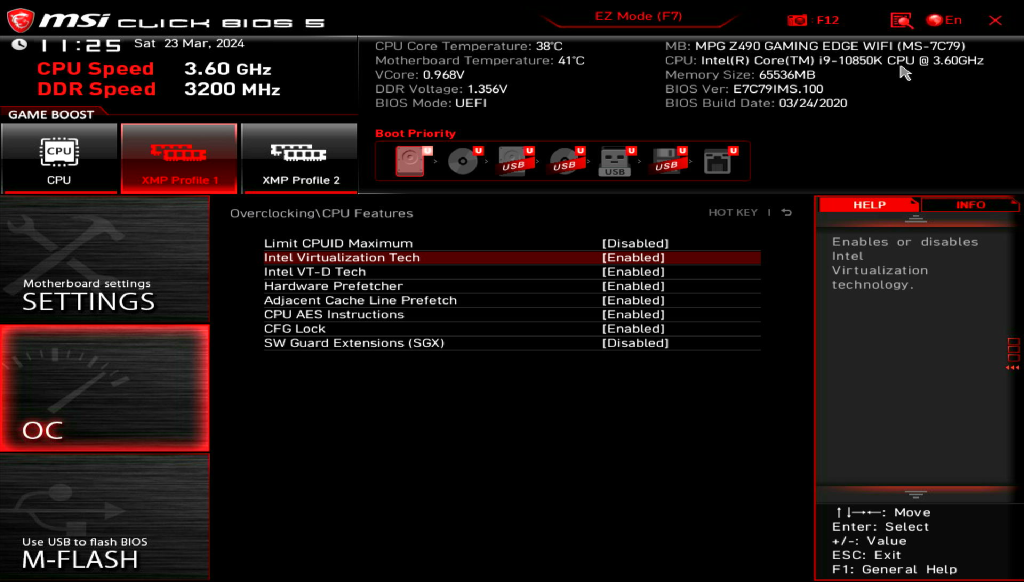 msi CLICK BIOS 5
EZ Mode (F7)
: F12
En
11:25 Sat 23 Mar, 2024
CPU Speed 3.60 GHz
DDR Speed 3200 MHz
CPU Core Temperature: 38°C
Motherboard Temperature: 41°C
VCore: 0.968V
DDR Voltage: 1.356V
BIOS Mode: UEFI
MB: MPG Z490 GAMING EDGE WIFI (MS-7C79)
CPU: Intel(R) Core(TM) i9-10850K CPU @ 3.60GHz
Memory Size: 65536MB
BIOS Ver: E7C79IMS.100
BIOS Build Date: 03/24/2020
GAME BOOST
CPU
CPU
XMP Profile 1
XMP Profile 2
Boot Priority
U U U U U U U
USB USB USB USB
Motherboard settings
SETTINGS
OC
Use USB to flash BIOS
M-FLASH
Overclocking\CPU Features
HOT KEY |
Limit CPUID Maximum [Disabled]
Intel Virtualization Tech [Enabled]
Intel VT-D Tech [Enabled]
Hardware Prefetcher [Enabled]
Adjacent Cache Line Prefetch [Enabled]
CPU AES Instructions [Enabled]
CFG Lock [Enabled]
SW Guard Extensions (SGX) [Disabled]
HELP INFO
Enables or disables
Intel
Virtualization
technology.
↑↓→←: Move
Enter: Select
+/-: Value
ESC: Exit
F1: General Help